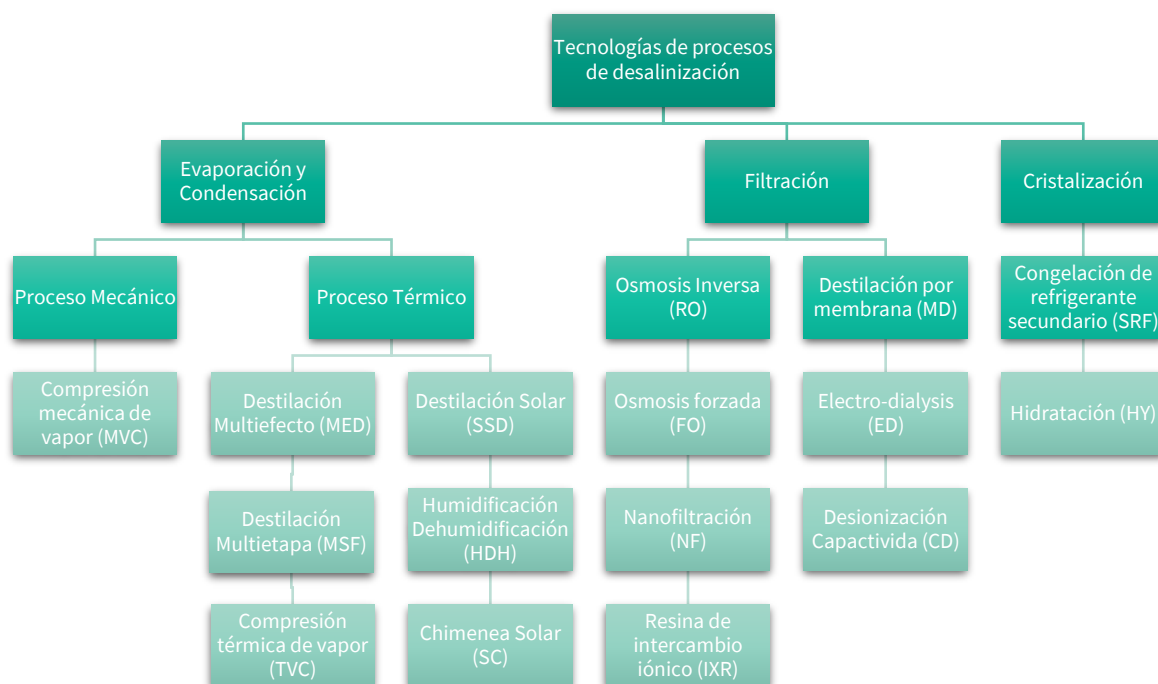 Tecnologías de procesos
de desalinización
Evaporación y
Condensación
Filtración
Cristalización
Proceso Mecánico
Proceso Térmico
Osmosis Inversa
(RO)
Destilación por
membrana (MD)
Congelación de
refrigerante
secundario (SRF)
Compresión
mecánica de
vapor (MVC)
Destilación
Multiefecto (MED)
Destilación Solar
(SSD)
Osmosis forzada
(FO)
Electro-dialysis
(ED)
Hidratación (HY)
Destilación
Multietapa (MSF)
Humidificación
Dehumidificación
(HDH)
Nanofiltración
(NF)
Desionización
Capactivida (CD)
Compresión
térmica de vapor
(TVC)
Chimenea Solar
(SC)
Resina de
intercambio
iónico (IXR)